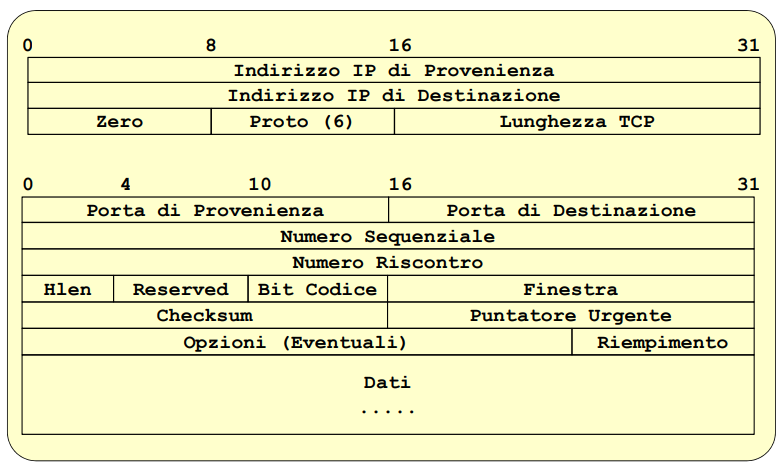 0 8 16 31
Indirizzo IP di Provenienza
Indirizzo IP di Destinazione
Zero Proto (6) Lunghezza TCP
0 4 10 16 31
Porta di Provenienza Porta di Destinazione
Numero Sequenziale
Numero Riscontro
Hlen Reserved Bit Codice Finestra
Checksum Puntatore Urgente
Opzioni (Eventuali) Riempimento
Dati
.....